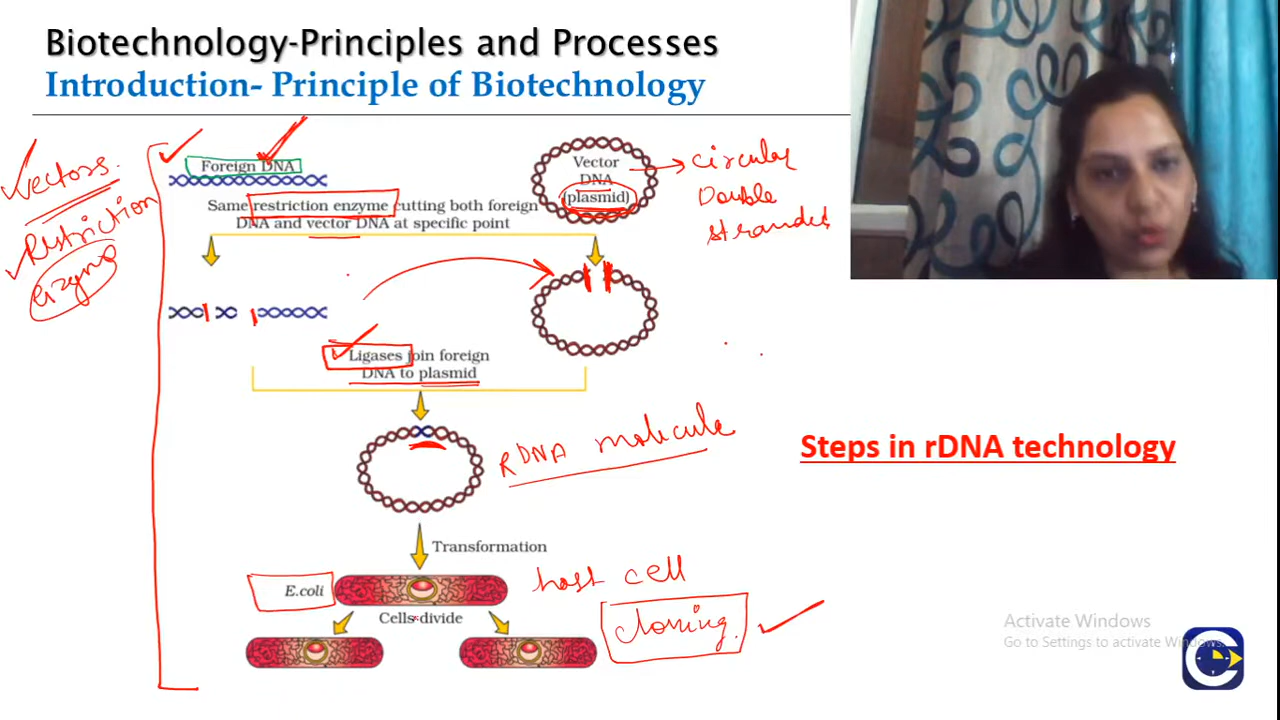 Biotechnology-Principles and Processes
Introduction- Principle of Biotechnology
Vectors.
Restriction
Enzyme
Foreign DNA
Vector
DNA
(plasmid)
circular
Double
stranded
Same restriction enzyme cutting both foreign
DNA and vector DNA at specific point
Ligases join foreign
DNA to plasmid
RDNA molecule
Steps in rDNA technology
Transformation
E.coli
host cell
Cells divide
cloning.
Activate Windows
Go to Settings to activate Windows.